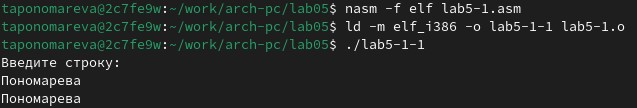 taponomareva@2c7fe9w:~/work/arch-pc/lab05$ nasm -f elf lab5-1.asm
taponomareva@2c7fe9w:~/work/arch-pc/lab05$ ld -m elf_i386 -o lab5-1-1 lab5-1.o
taponomareva@2c7fe9w:~/work/arch-pc/lab05$ ./lab5-1-1
Введите строку:
Пономарева
Пономарева